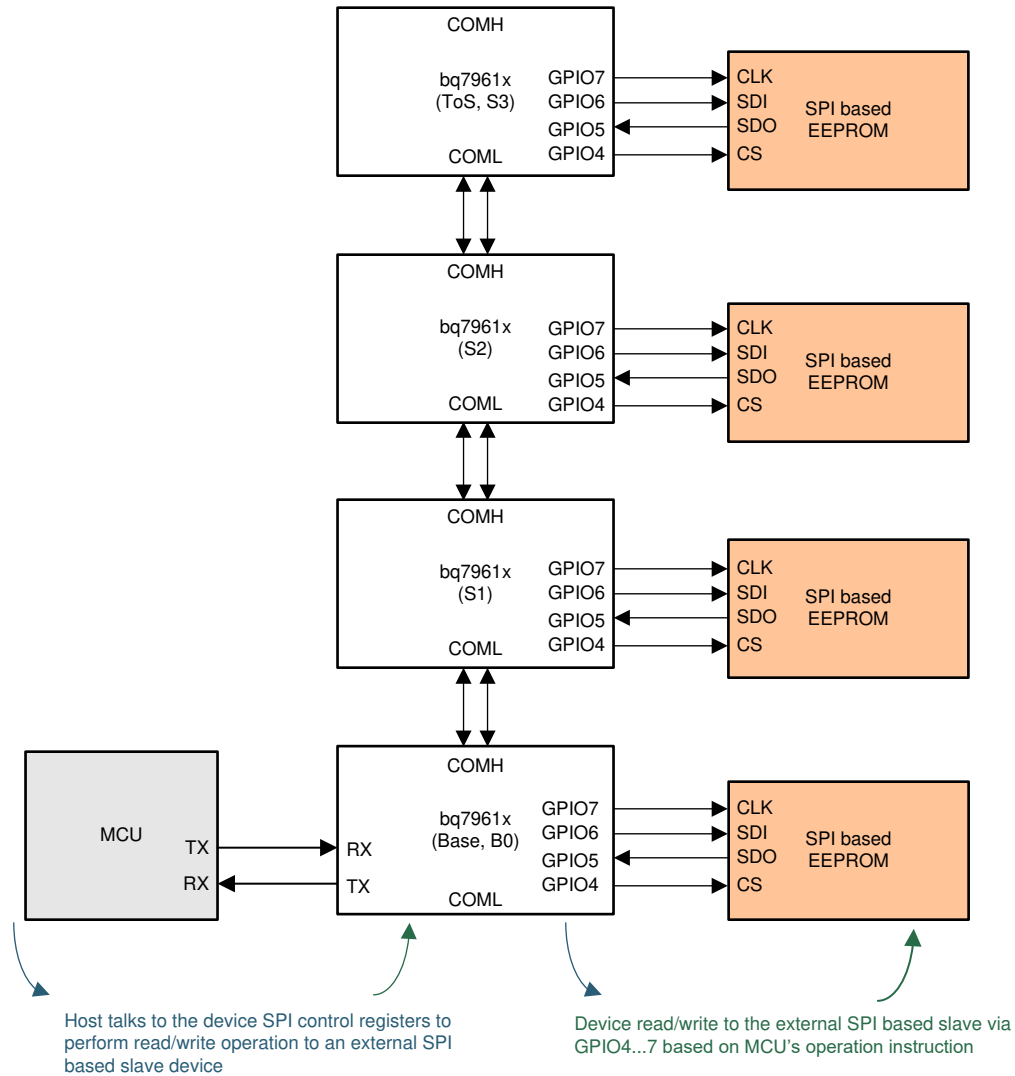 COMH
bq7961x
(ToS, S3)
COML
GPIO7
GPIO6
GPIO5
GPIO4
CLK
SDI
SDO
CS
SPI based
EEPROM
COMH
bq7961x
(S2)
COML
GPIO7
GPIO6
GPIO5
GPIO4
CLK
SDI
SDO
CS
SPI based
EEPROM
COMH
bq7961x
(S1)
COML
GPIO7
GPIO6
GPIO5
GPIO4
CLK
SDI
SDO
CS
SPI based
EEPROM
MCU
TX
RX
COMH
bq7961x
(Base, B0)
RX
TX
COML
GPIO7
GPIO6
GPIO5
GPIO4
CLK
SDI
SDO
CS
SPI based
EEPROM
Host talks to the device SPI control registers to
perform read/write operation to an external SPI
based slave device
Device read/write to the external SPI based slave via
GPIO4...7 based on MCU's operation instruction